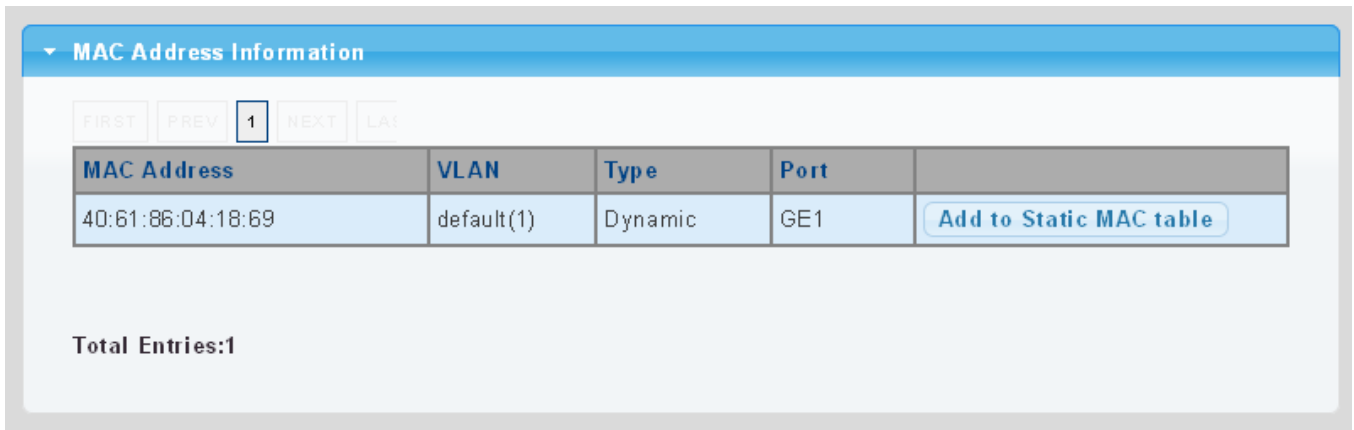 MAC Address Information
FIRST PREV 1 NEXT
MAC Address VLAN Type Port
40:61:86:04:18:69 default(1) Dynamic GE1 Add to Static MAC table
Total Entries:1